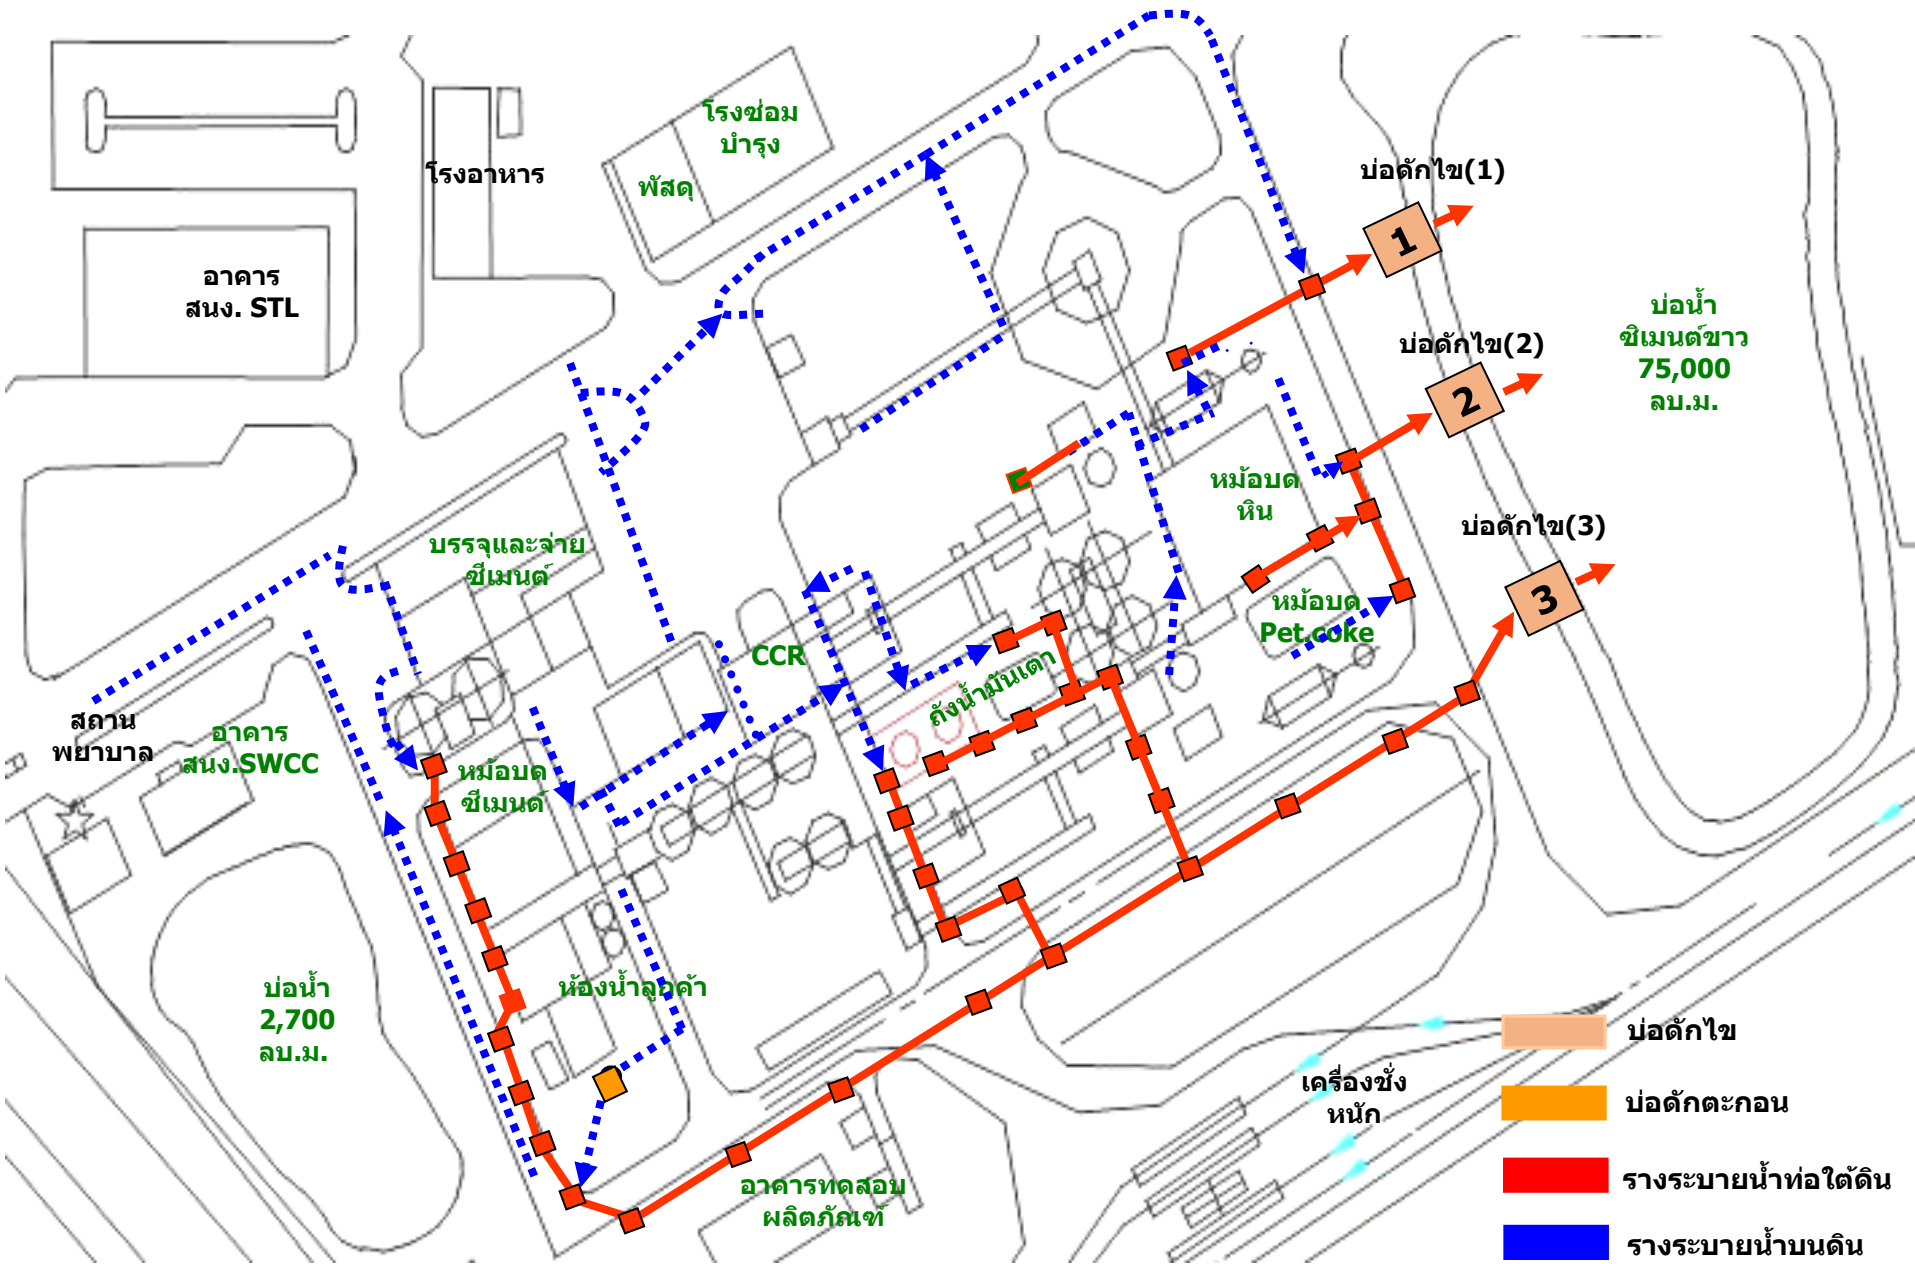 โรงซ่อม
บำรุง
พัสดุ
โรงอาหาร
บ่อดักไข(1)
1
อาคาร
สนง. STL
บ่อน้ำ
ซิเมนต์ขาว
75,000
ลบ.ม.
บ่อดักไข(2)
2
หม้อบด
หิน
บ่อดักไข(3)
3
บรรจุและจ่าย
ซีเมนต์
หม้อบด
Pet.coke
CCR
ถังน้ำมันเตา
สถาน
พยาบาล
อาคาร
สนง.SWCC
หม้อบด
ซีเมนต์
บ่อน้ำ
2,700
ลบ.ม.
ห้องน้ำลูกค้า
เครื่องชั่ง
หนัก
อาคารทดสอบ
ผลิตภัณฑ์
บ่อดักไข
บ่อดักตะกอน
รางระบายน้ำท่อใต้ดิน
รางระบายน้ำบนดิน